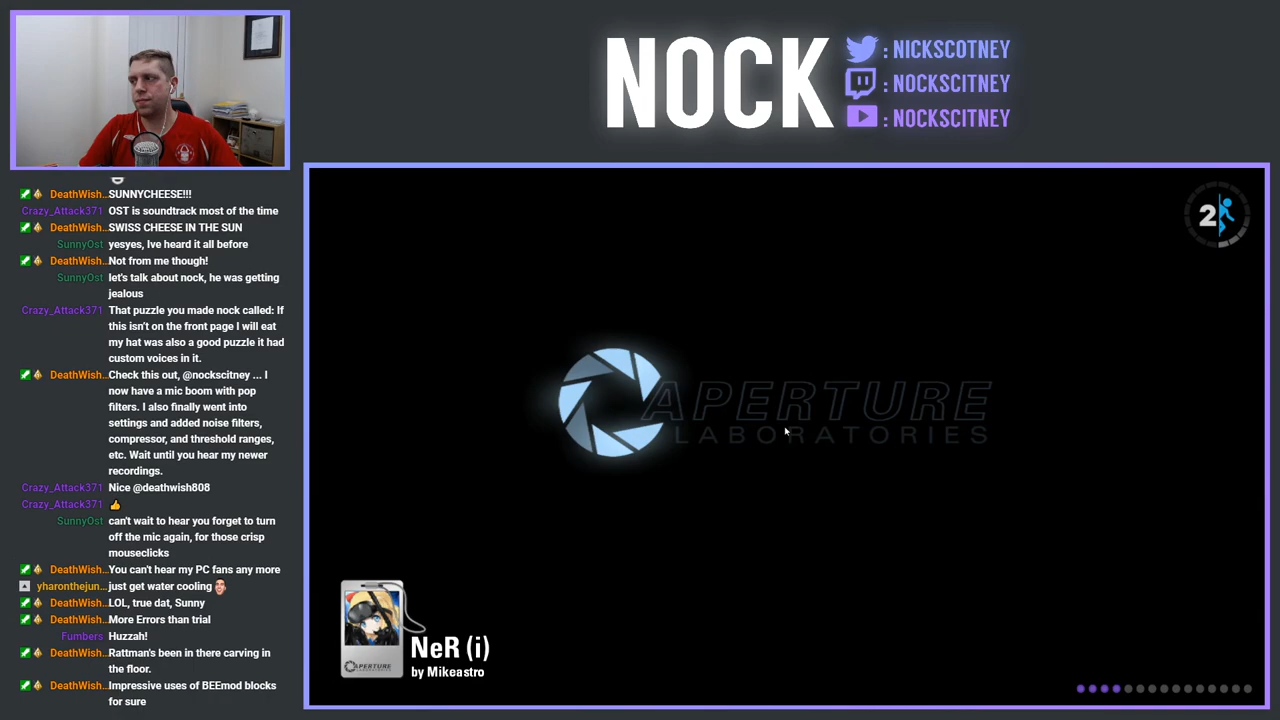 NOCK
: NICKSCOTNEY
: NOCKSCITNEY
: NOCKSCITNEY
DeathWish.. SUNNYCHEESE!!!
Crazy_Attack371 OST is soundtrack most of the time
DeathWish.. SWISS CHEESE IN THE SUN
SunnyOst yesyes, Ive heard it all before
DeathWish.. Not from me though!
SunnyOst let's talk about nock, he was getting
jealous
Crazy_Attack371 That puzzle you made nock called: If
this isn't on the front page I will eat
my hat was also a good puzzle it had
custom voices in it.
DeathWish.. Check this out, @nockscitney ... I
now have a mic boom with pop
filters. I also finally went into
settings and added noise filters,
compressor, and threshold ranges,
etc. Wait until you hear my newer
recordings.
Crazy_Attack371 Nice @deathwish808
Crazy_Attack371 👍
SunnyOst can't wait to hear you forget to turn
off the mic again, for those crisp
mouseclicks
DeathWish.. You can't hear my PC fans any more
yharonthejun... just get water cooling
DeathWish.. LOL, true dat, Sunny
DeathWish.. More Errors than trial
Fumbers Huzzah!
DeathWish.. Rattman's been in there carving in
the floor.
DeathWish.. Impressive uses of BEEmod blocks
for sure
2
APERTURE
LABORATORIES
APERTURE
NeR (i)
by Mikeastro